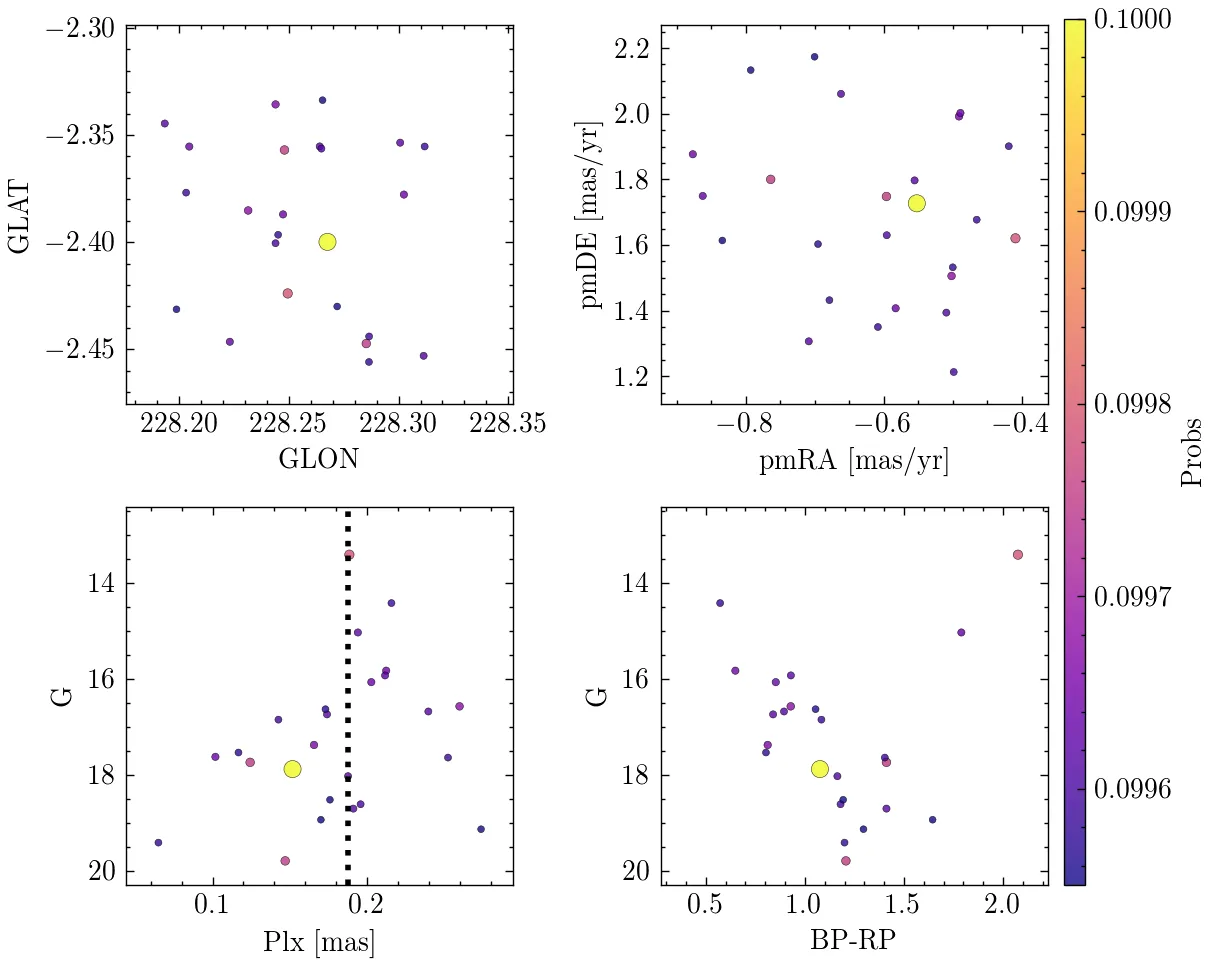 −2.30
−2.35
−2.40
−2.45
GLAT
228.20 228.25 228.30 228.35
GLON
2.2
2.0
1.8
1.6
1.4
1.2
pmDE [mas/yr]
−0.8 −0.6 −0.4
pmRA [mas/yr]
14
16
18
20
G
0.1 0.2
Plx [mas]
14
16
18
20
G
0.5 1.0 1.5 2.0
BP-RP
0.1000
0.0999
0.0998
0.0997
0.0996
Probs